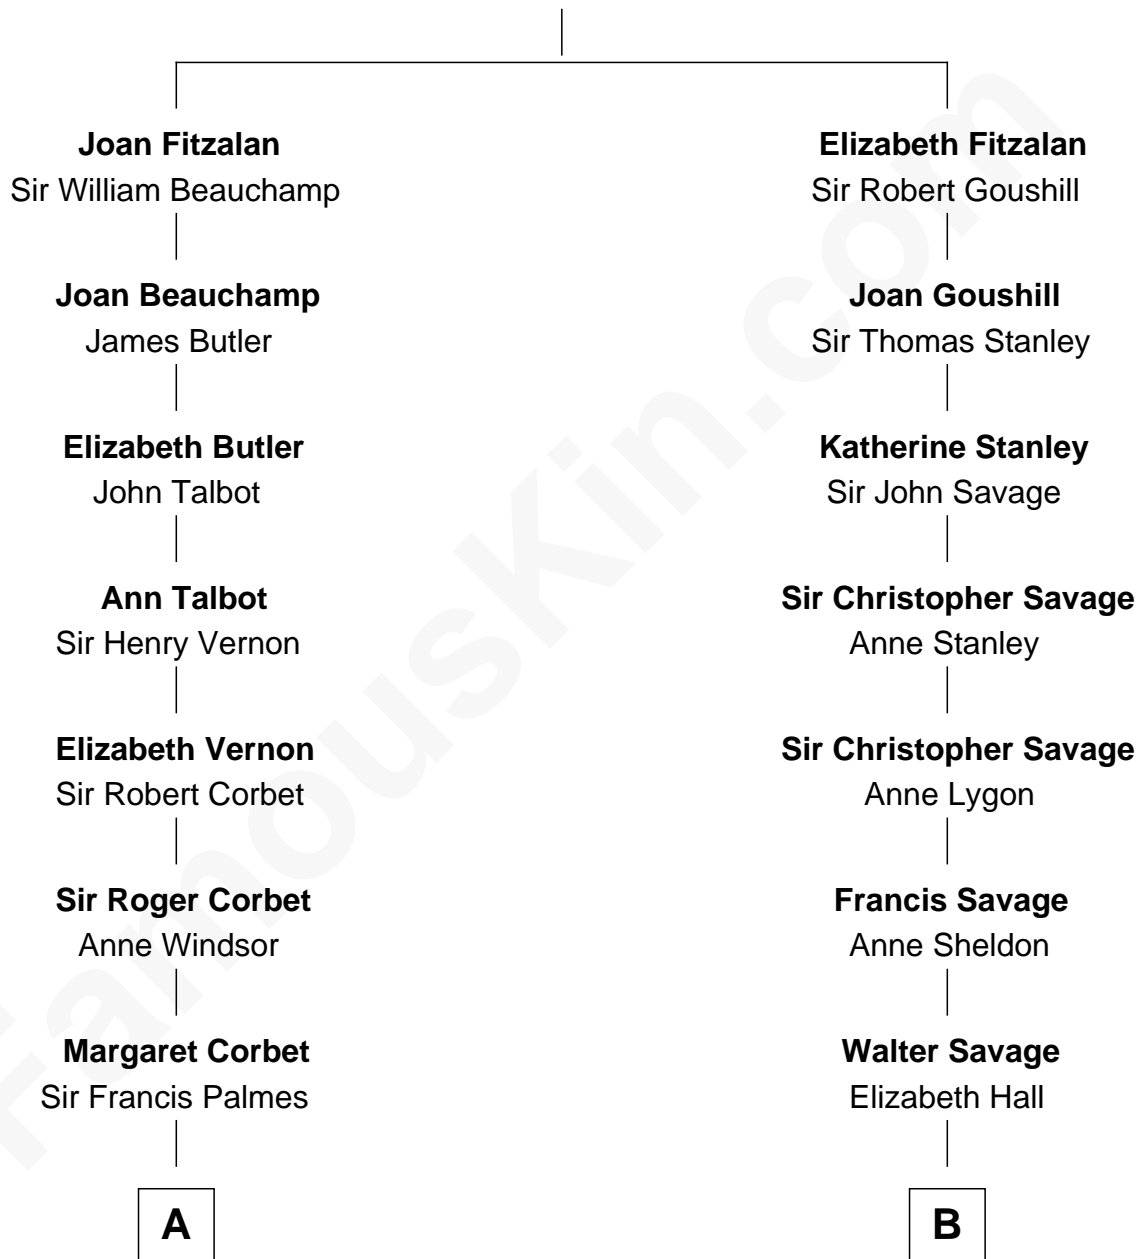 Joan Fitzalan
Sir William Beauchamp
Joan Beauchamp
James Butler
Elizabeth Butler
John Talbot
Ann Talbot
Sir Henry Vernon
Elizabeth Vernon
Sir Robert Corbet
Sir Roger Corbet
Anne Windsor
Margaret Corbet
Sir Francis Palmes
A
Elizabeth Fitzalan
Sir Robert Goushill
Joan Goushill
Sir Thomas Stanley
Katherine Stanley
Sir John Savage
Sir Christopher Savage
Anne Stanley
Sir Christopher Savage
Anne Lygon
Francis Savage
Anne Sheldon
Walter Savage
Elizabeth Hall
B
FamousKin.com